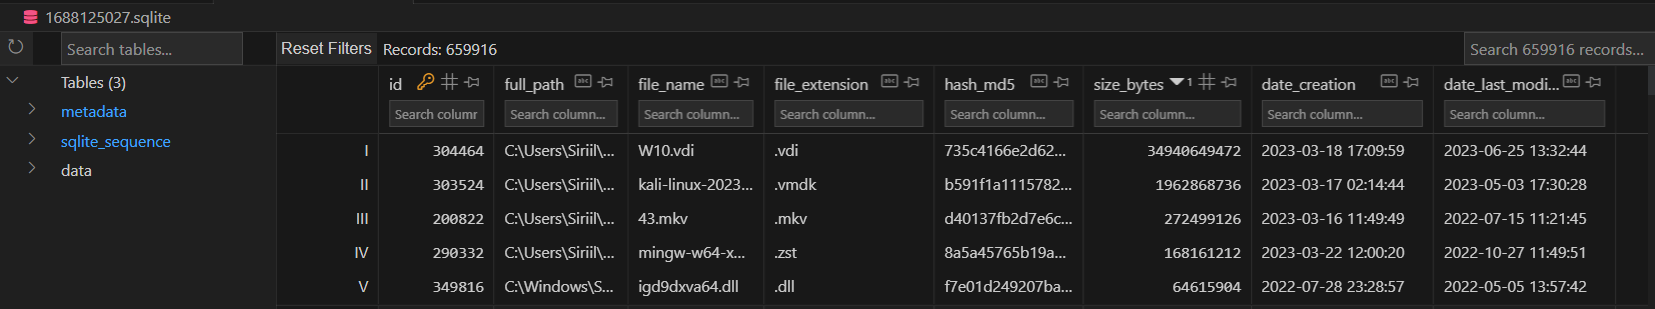 1688125027.sqlite
Search tables...
Reset Filters Records: 659916 Search 659916 records...
Tables (3)
metadata
sqlite_sequence
data
id full_path file_name file_extension hash_md5 size_bytes 1 date_creation date_last_modi...
Search column Search column... Search column... Search column... Search column... Search column... Search column... Search column...
I 304464 C:\Users\Siriil\... W10.vdi .vdi 735c4166e2d62... 34940649472 2023-03-18 17:09:59 2023-06-25 13:32:44
II 303524 C:\Users\Siriil\... kali-linux-2023... .vmdk b591f1a1115782... 1962868736 2023-03-17 02:14:44 2023-05-03 17:30:28
III 200822 C:\Users\Siriil\... 43.mkv .mkv d40137fb2d7e6c... 272499126 2023-03-16 11:49:49 2022-07-15 11:21:45
IV 290332 C:\Users\Siriil\... mingw-w64-x... .zst 8a5a45765b19a... 168161212 2023-03-22 12:00:20 2022-10-27 11:49:51
V 349816 C:\Windows\S... igd9dxva64.dll .dll f7e01d249207ba... 64615904 2022-07-28 23:28:57 2022-05-05 13:57:42